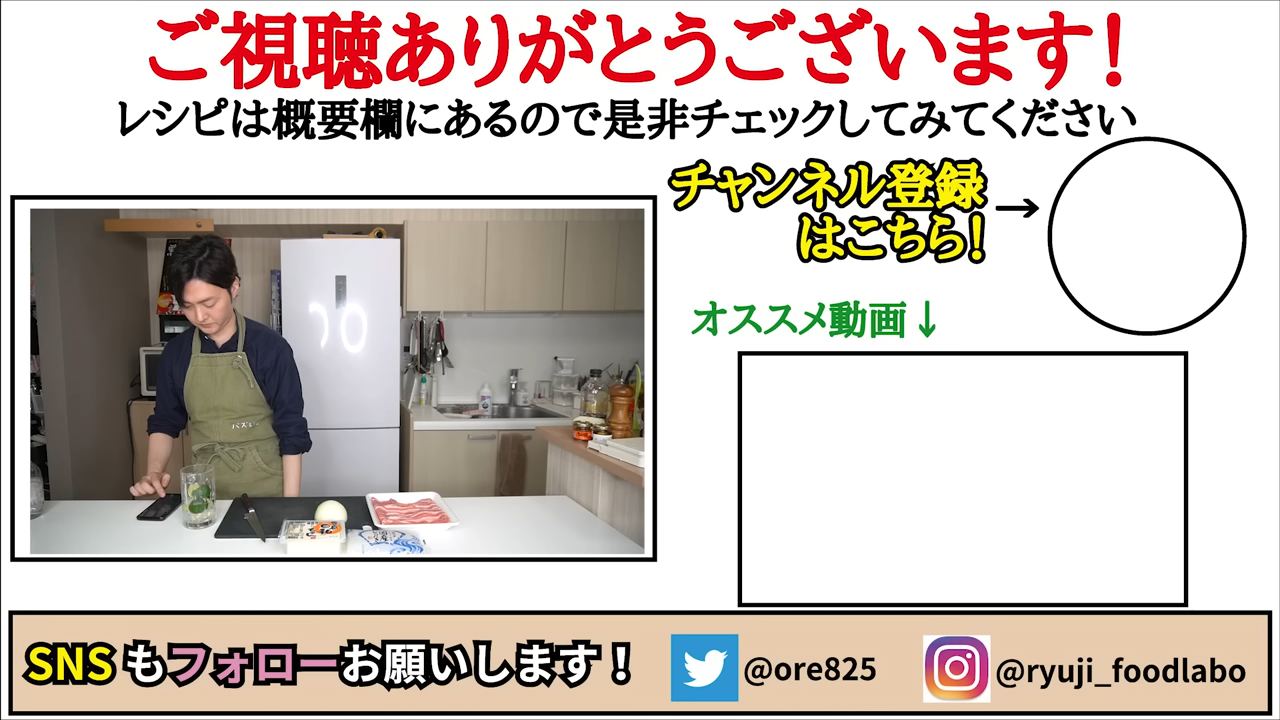 ご視聴ありがとうございます!
レシピは概要欄にあるので是非チェックしてみてください
チャンネル登録
はこちら!
→
オススメ動画↓
SNSもフォローお願いします!
@ore825
@ryuji_foodlabo